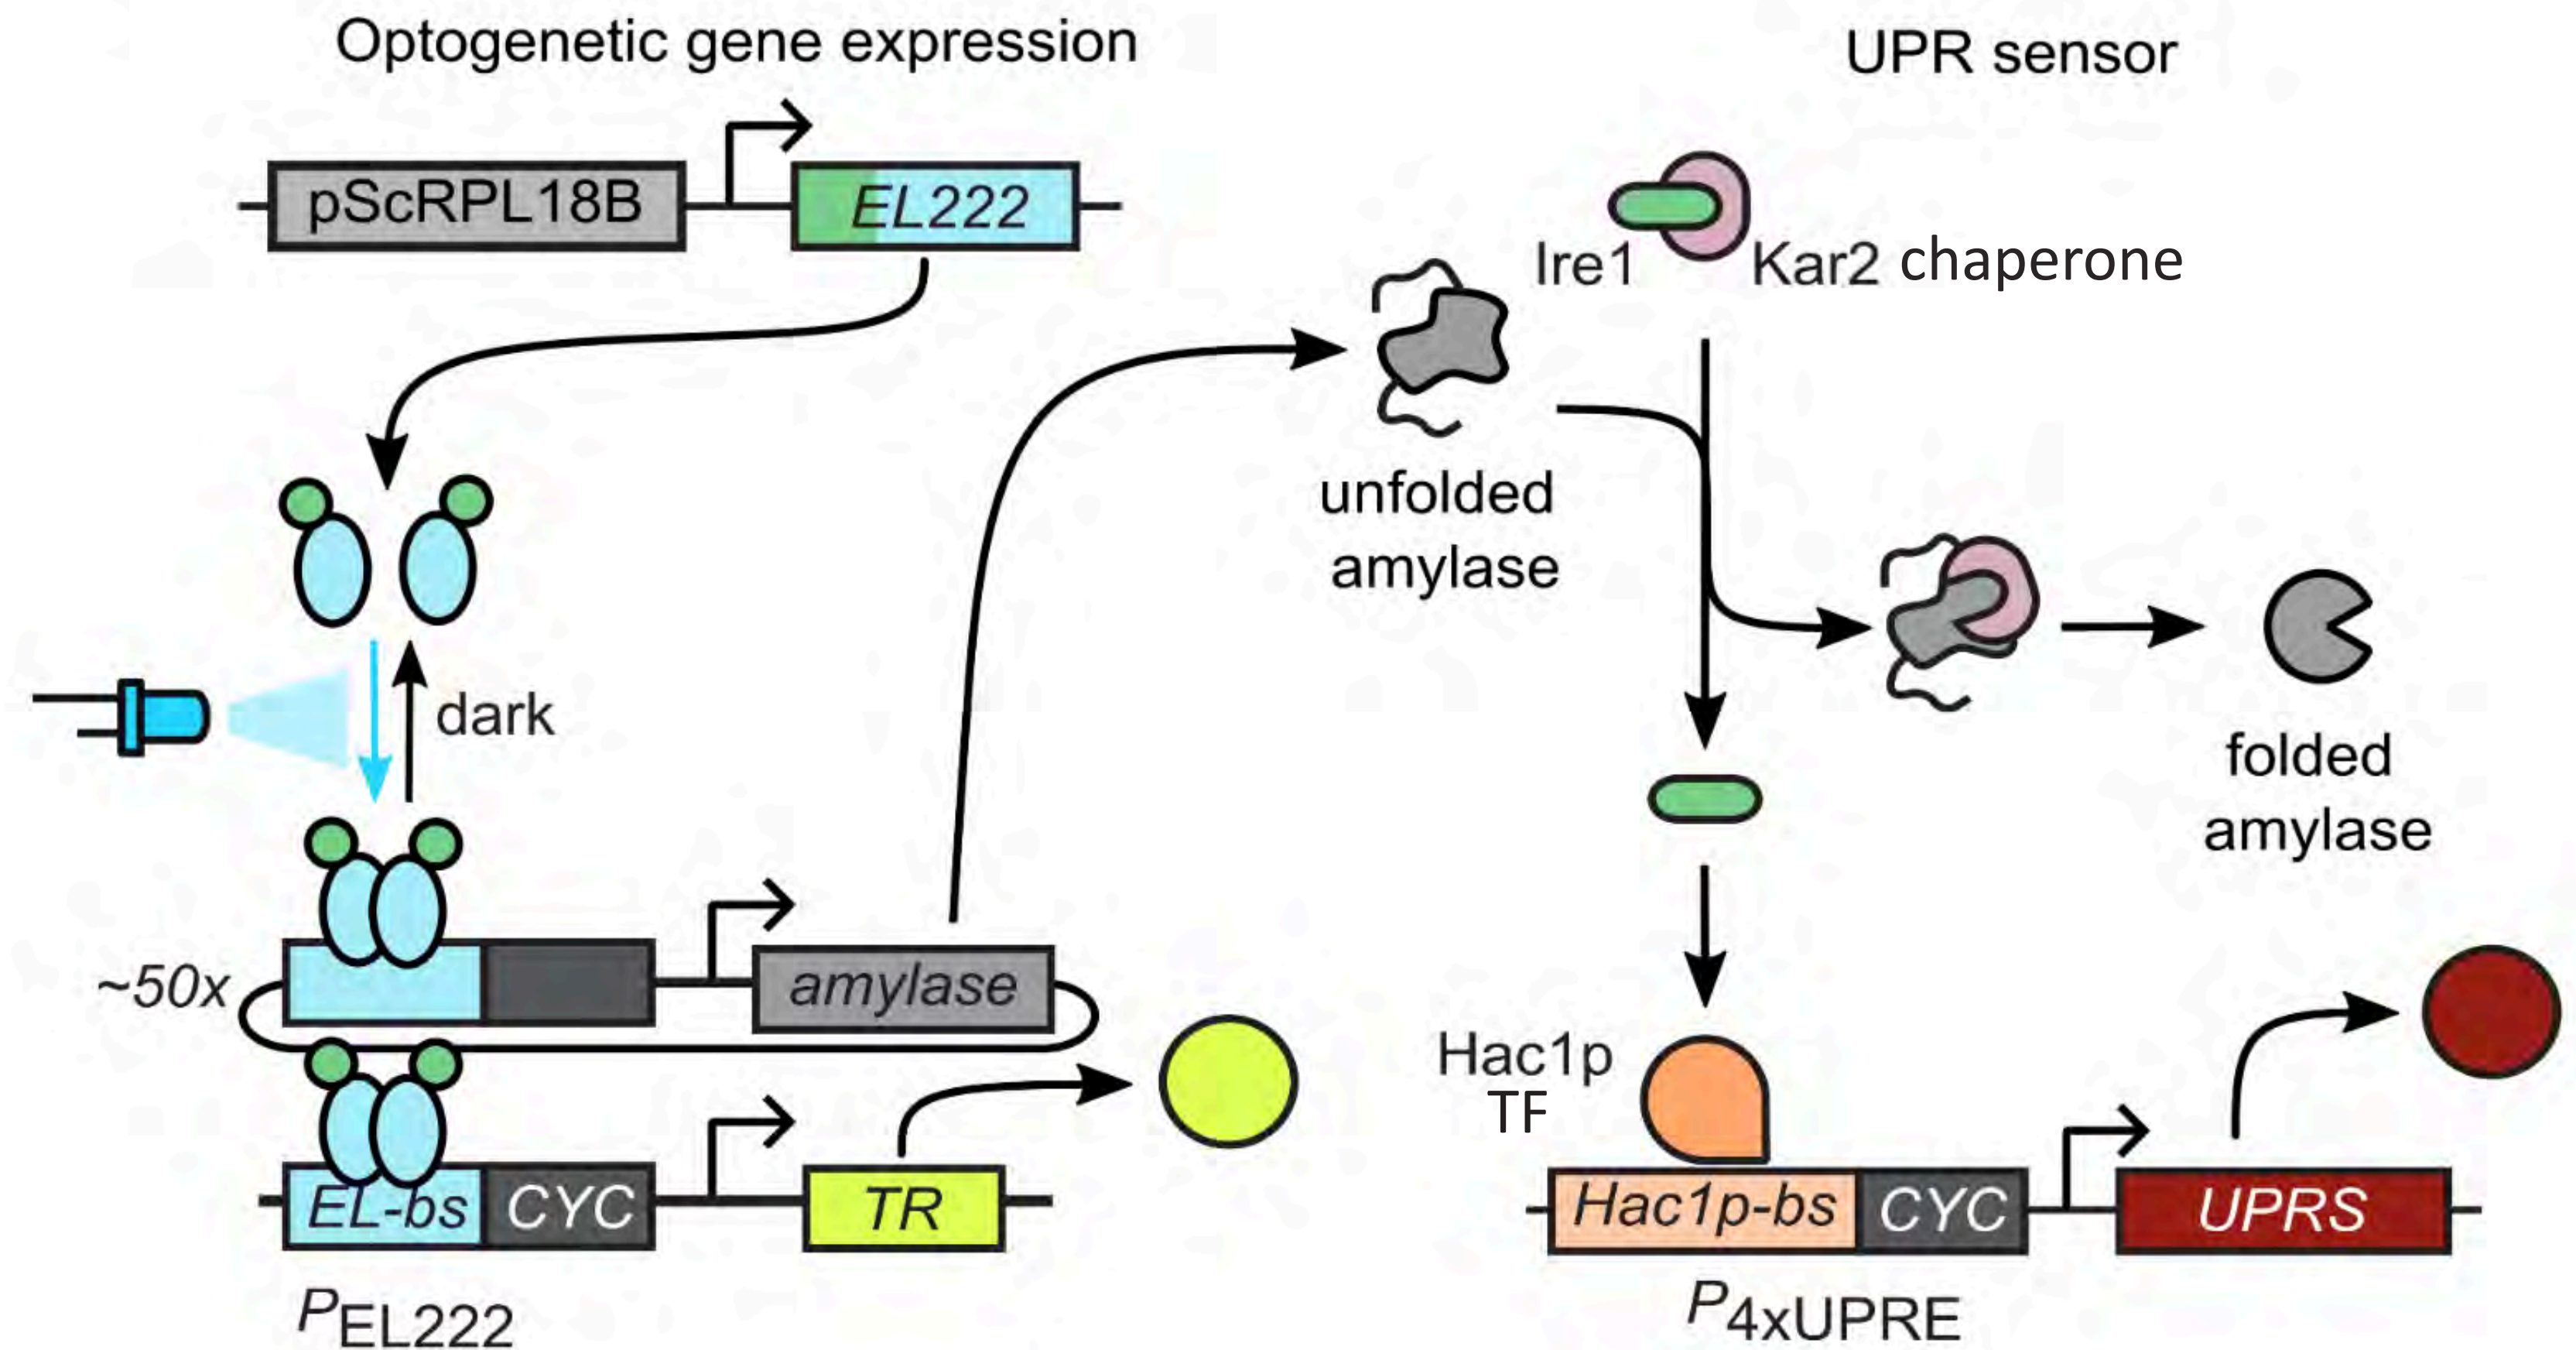 Optogenetic gene expression
UPR sensor
pScRPL18B
EL222
Ire1
Kar2 chaperone
unfolded
amylase
dark
folded
amylase
~50x
amylase
Hac1p
TF
EL-bs
CYC
TR
Hac1p-bs
CYC
UPRS
PEL222
P4xUPRE